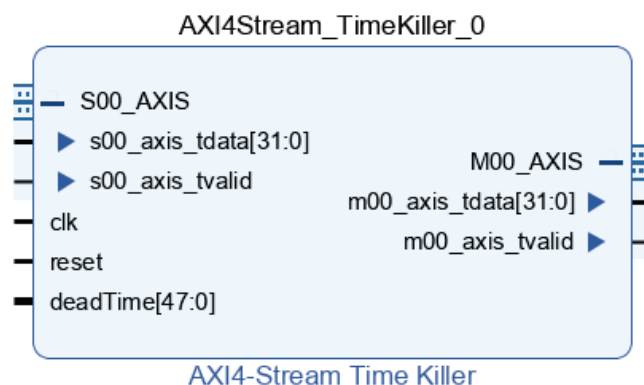 AXI4Stream_TimeKiller_0
S00_AXIS
s00_axis_tdata[31:0]
s00_axis_tvalid
clk
reset
deadTime[47:0]
M00_AXIS
m00_axis_tdata[31:0]
m00_axis_tvalid
AXI4-Stream Time Killer